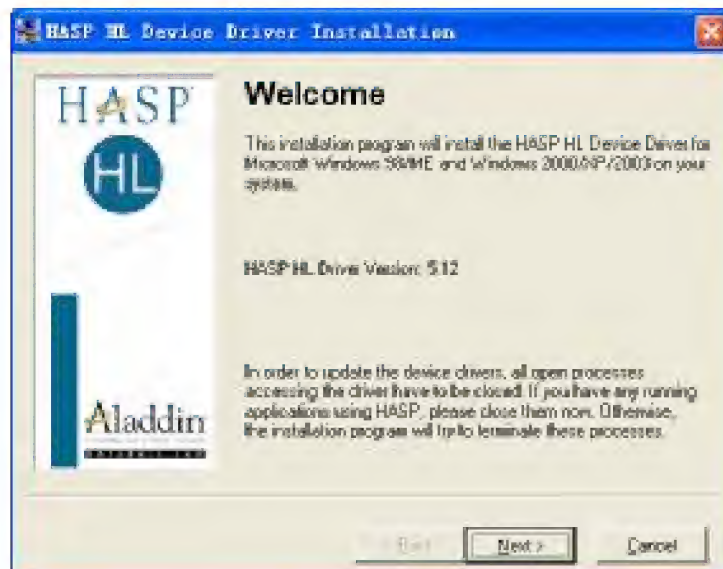 HASP HL Device Driver Installation
HASP
HL
Welcome
This installation program will install the HASP HL Device Driver for
Microsoft Windows 98/ME and Windows 2000/XP/2003 on your
system.
HASP HL Driver Version: 5.12
In order to update the device drivers, all open processes
accessing the driver have to be closed. If you have any running
applications using HASP, please close them now. Otherwise,
the installation program will try to terminate these processes.
Aladdin
< Back
Next >
Cancel